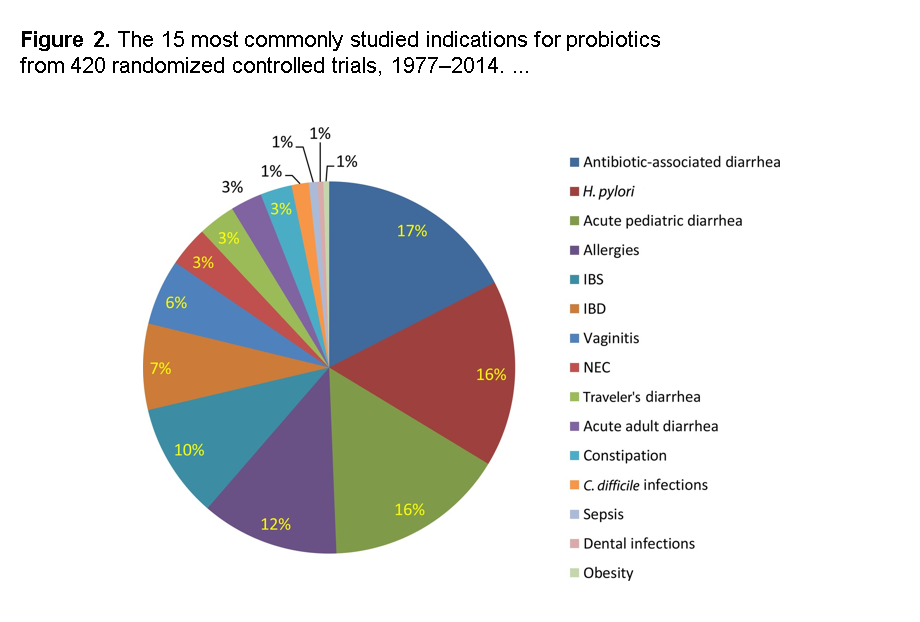 Figure 2. The 15 most commonly studied indications for probiotics
from 420 randomized controlled trials, 1977–2014. ...
1%
1%
1%
1%
3%
3%
3%
3%
6%
7%
10%
12%
16%
16%
17%
Antibiotic-associated diarrhea
H. pylori
Acute pediatric diarrhea
Allergies
IBS
IBD
Vaginitis
NEC
Traveler's diarrhea
Acute adult diarrhea
Constipation
C. difficile infections
Sepsis
Dental infections
Obesity